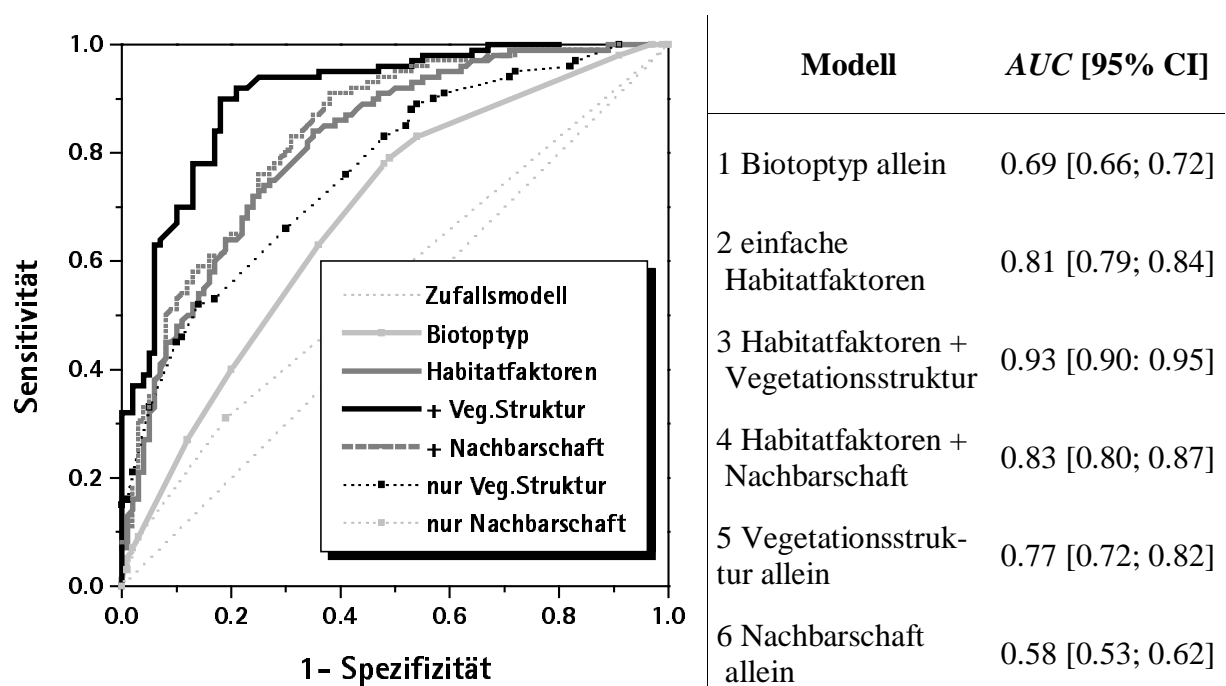 1.0
0.8
0.6
0.4
0.2
0.0
Sensitivität
0.0 0.2 0.4 0.6 0.8 1.0
1- Spezifizität
Zufallsmodell
Biotoptyp
Habitatfaktoren
+ Veg.Struktur
+ Nachbarschaft
nur Veg.Struktur
nur Nachbarschaft
Modell AUC [95% CI]
1 Biotoptyp allein 0.69 [0.66; 0.72]
2 einfache
Habitatfaktoren 0.81 [0.79; 0.84]
3 Habitatfaktoren +
Vegetationsstruktur 0.93 [0.90: 0.95]
4 Habitatfaktoren +
Nachbarschaft 0.83 [0.80; 0.87]
5 Vegetationsstruk-
tur allein 0.77 [0.72; 0.82]
6 Nachbarschaft
allein 0.58 [0.53; 0.62]